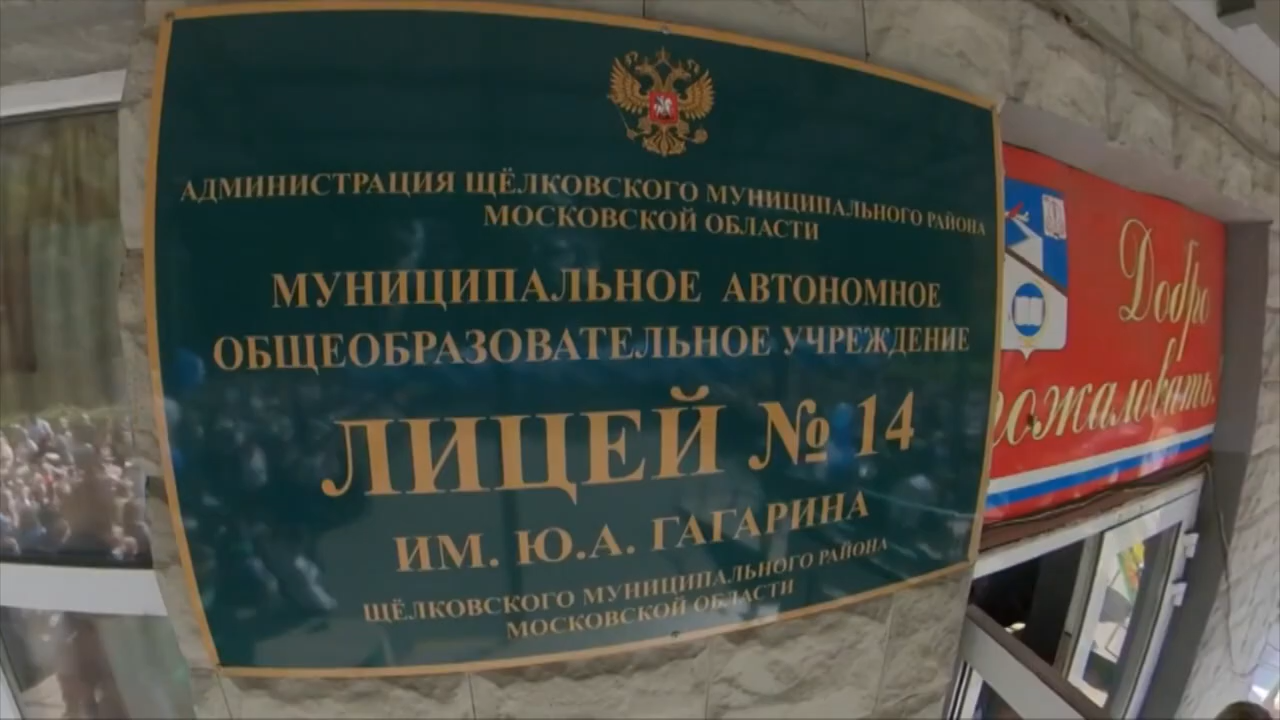 АДМИНИСТРАЦИЯ ЩЁЛКОВСКОГО МУНИЦИПАЛЬНОГО РАЙОНА
МОСКОВСКОЙ ОБЛАСТИ
МУНИЦИПАЛЬНОЕ АВТОНОМНОЕ
ОБЩЕОБРАЗОВАТЕЛЬНОЕ УЧРЕЖДЕНИЕ
ЛИЦЕЙ № 14
ИМ. Ю.А. ГАГАРИНА
ЩЁЛКОВСКОГО МУНИЦИПАЛЬНОГО РАЙОНА
МОСКОВСКОЙ ОБЛАСТИ
Добро
пожаловать!